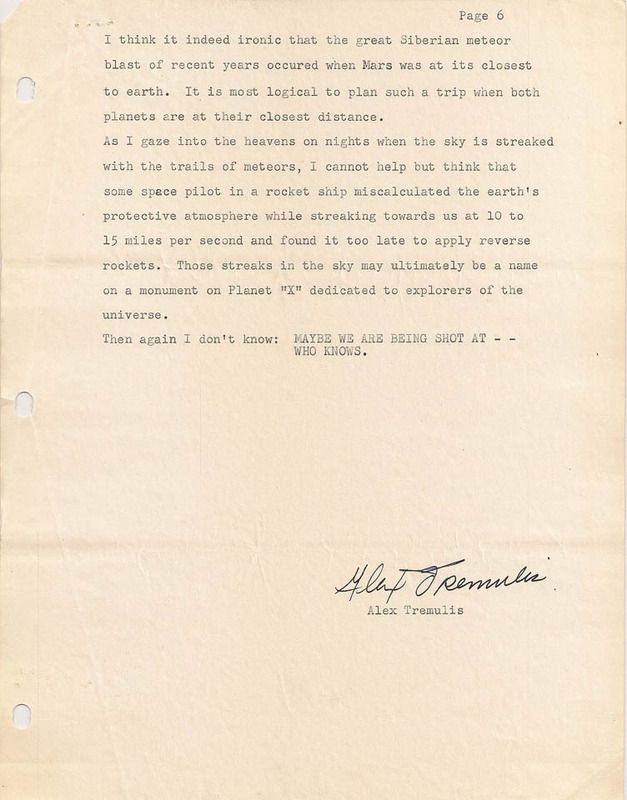 Page 6
I think it indeed ironic that the great Siberian meteor
blast of recent years occured when Mars was at its closest
to earth. It is most logical to plan such a trip when both
planets are at their closest distance.
As I gaze into the heavens on nights when the sky is streaked
with the trails of meteors, I cannot help but think that
some space pilot in a rocket ship miscalculated the earth's
protective atmosphere while streaking towards us at 10 to
15 miles per second and found it too late to apply reverse
rockets. Those streaks in the sky may ultimately be a name
on a monument on Planet "X" dedicated to explorers of the
universe.
Then again I don't know: MAYBE WE ARE BEING SHOT AT - -
WHO KNOWS.
Alex Tremulis
Alex Tremulis